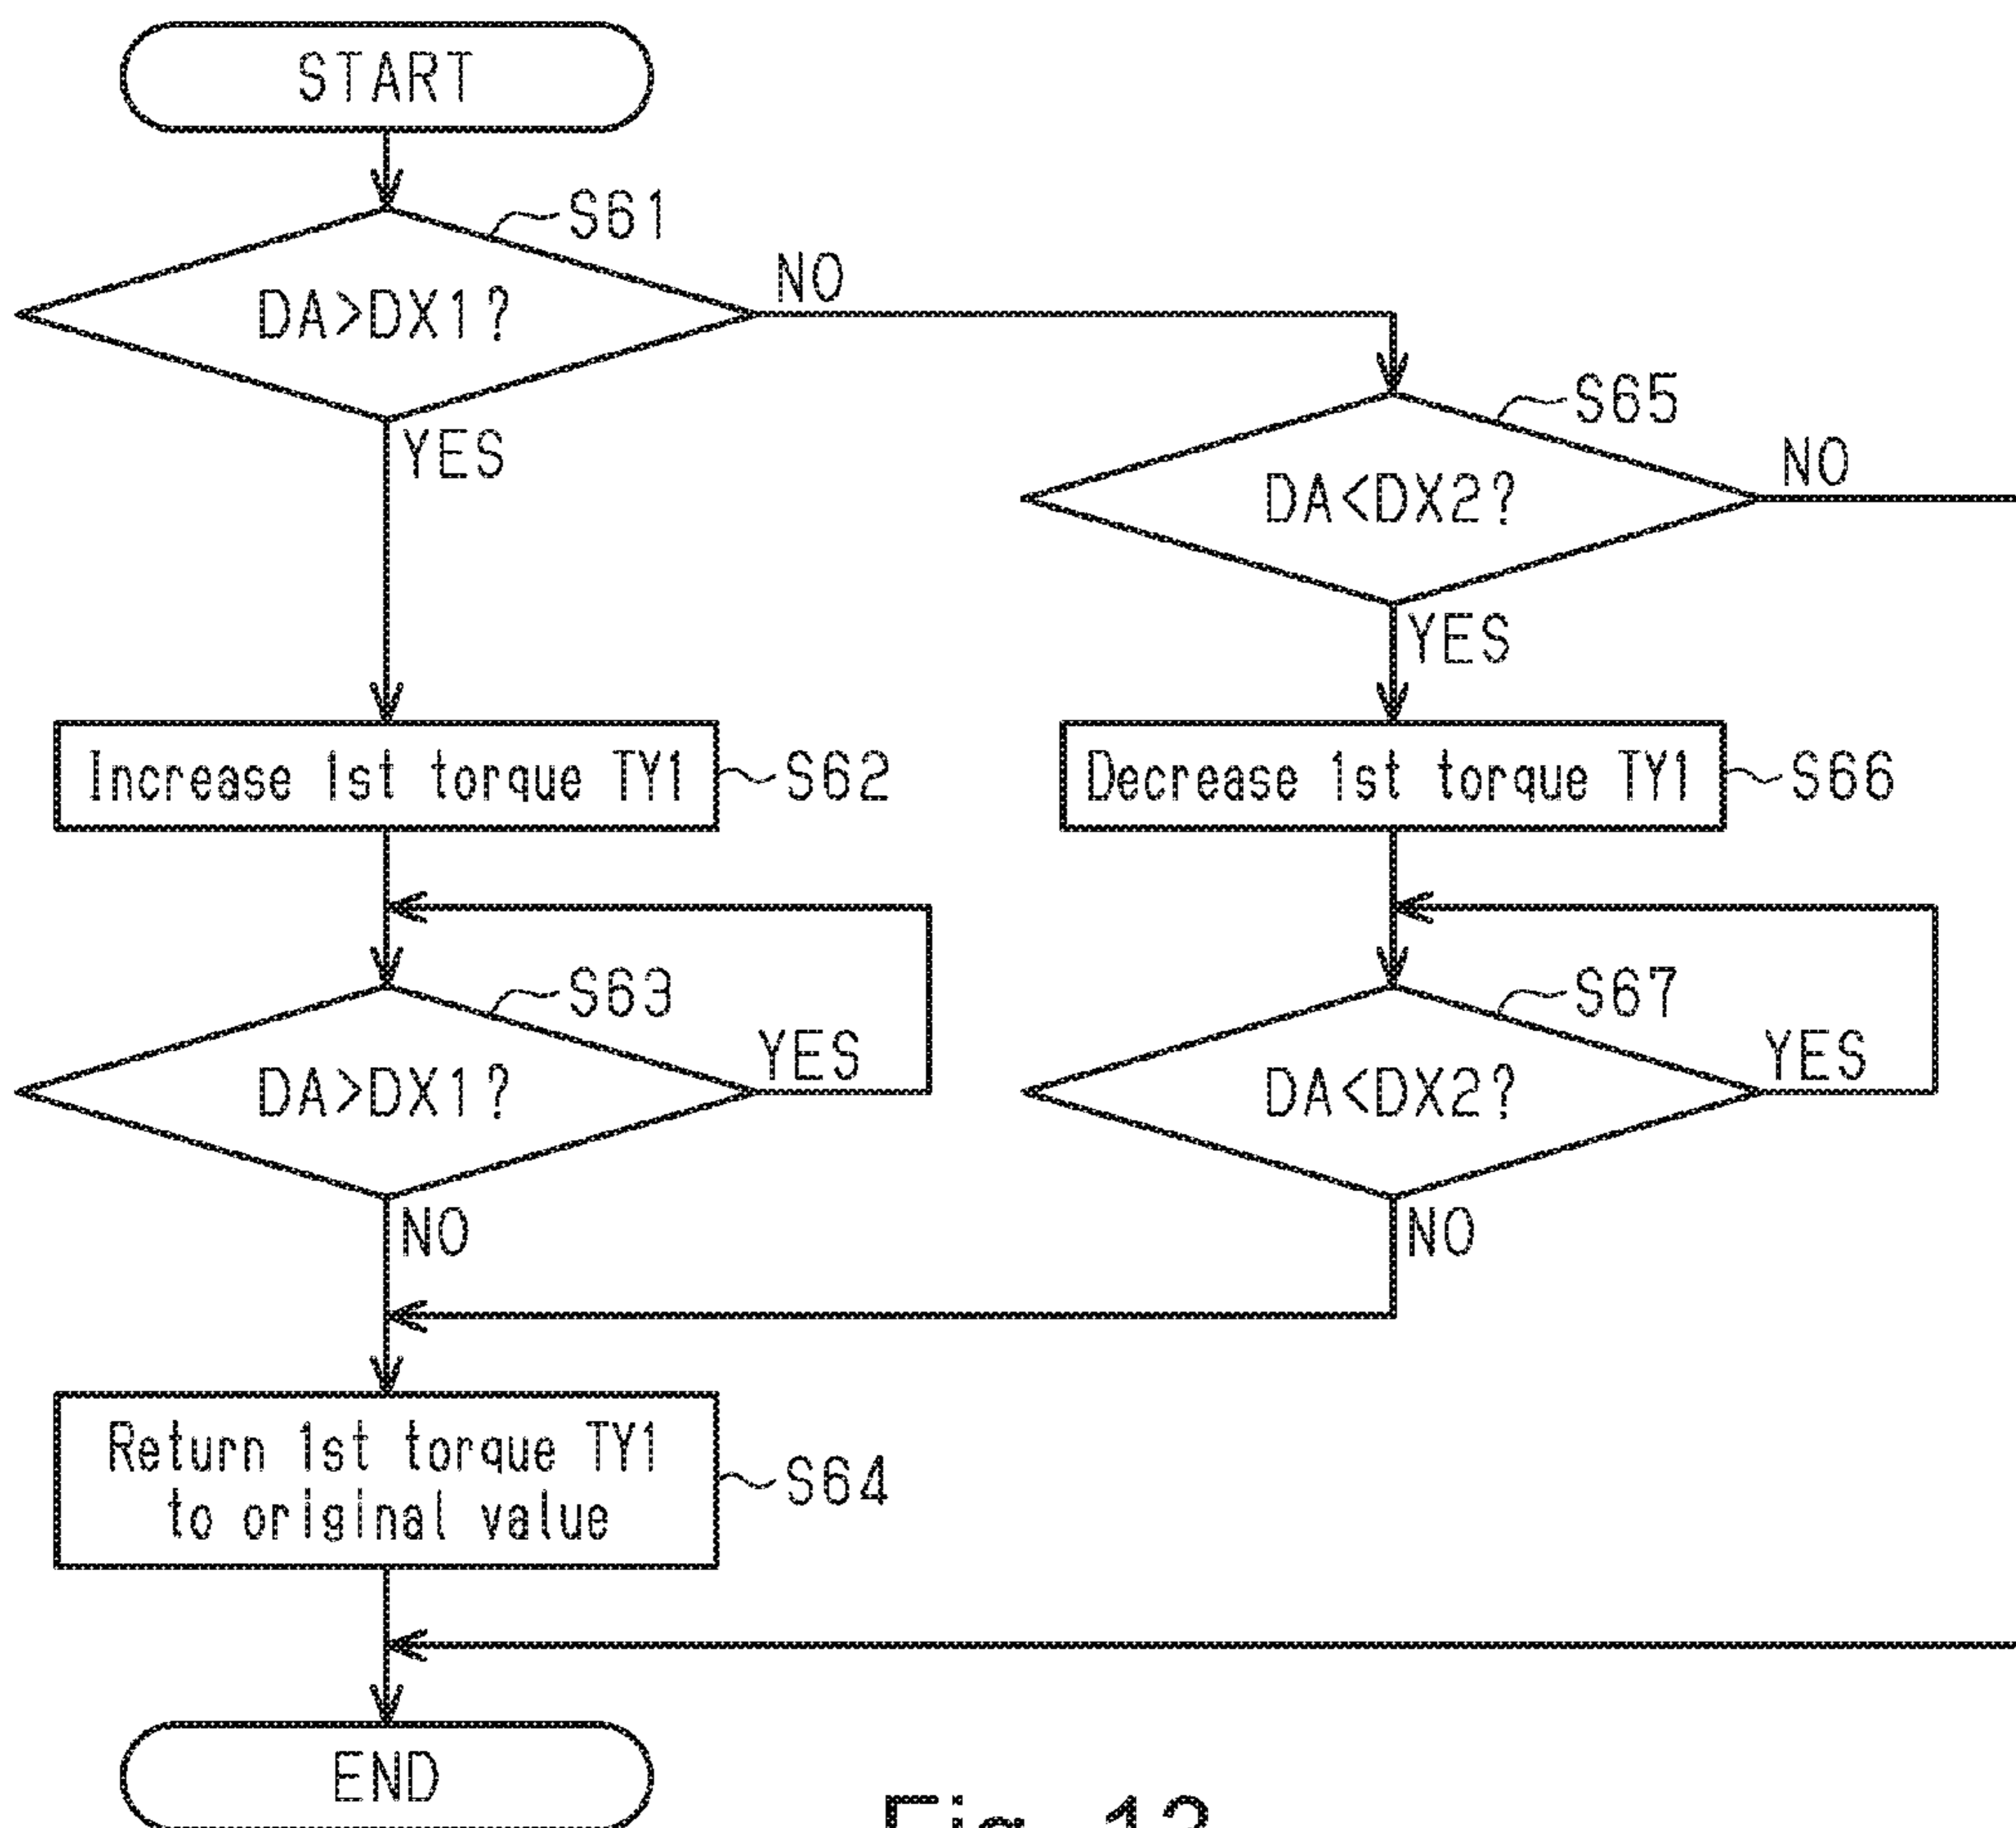 START
S61
DA>DX1?
NO
YES
S65
DA<DX2?
NO
YES
Increase 1st torque TY1
S62
Decrease 1st torque TY1
S66
S63
DA>DX1?
YES
NO
S67
DA<DX2?
YES
NO
Return 1st torque TY1
to original value
S64
END